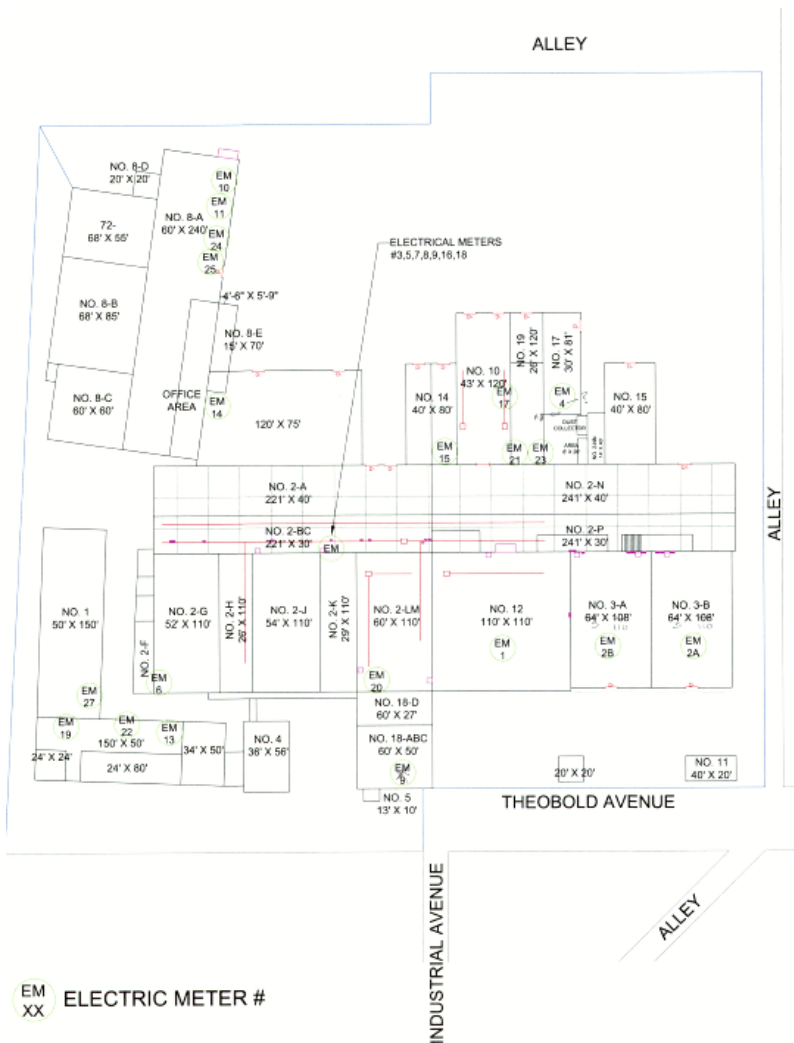 ALLEY
NO. 8-D
20' X 20'
EM
10
EM
11
NO. 8-A
60' X 240'
72-
68' X 55'
EM
24
EM
25
ELECTRICAL METERS
#3,5,7,8,9,16,18
NO. 8-B
68' X 85'
4'-6" X 5'-9"
NO. 8-E
15' X 70'
NO. 19
26' X 120'
NO. 17
30' X 81'
NO. 10
43' X 120'
NO. 8-C
60' X 60'
OFFICE
AREA
EM
14
120' X 75'
NO. 14
40' X 80'
EM
17
EM
4
NO. 15
40' X 80'
DUST
COLLECTOR
AREA
EM
15
EM
21
EM
23
NO. 2-A
221' X 40'
NO. 2-N
241' X 40'
NO. 2-BC
221' X 30'
NO. 2-P
241' X 30'
EM
ALLEY
NO. 1
50' X 150'
NO. 2-F
NO. 2-G
52' X 110'
NO. 2-H
26' X 110'
NO. 2-J
54' X 110'
NO. 2-K
29' X 110'
NO. 2-LM
60' X 110'
NO. 12
110' X 110'
NO. 3-A
64' X 108'
NO. 3-B
64' X 108'
EM
1
EM
2B
EM
2A
EM
6
EM
20
EM
27
EM
19
EM
22
EM
13
150' X 50'
34' X 50'
24' X 24'
24' X 80'
NO. 4
36' X 56'
NO. 18-D
60' X 27'
NO. 18-ABC
60' X 50'
EM
9
NO. 5
13' X 10'
20' X 20'
NO. 11
40' X 20'
THEOBOLD AVENUE
INDUSTRIAL AVENUE
ALLEY
EM
XX
ELECTRIC METER #